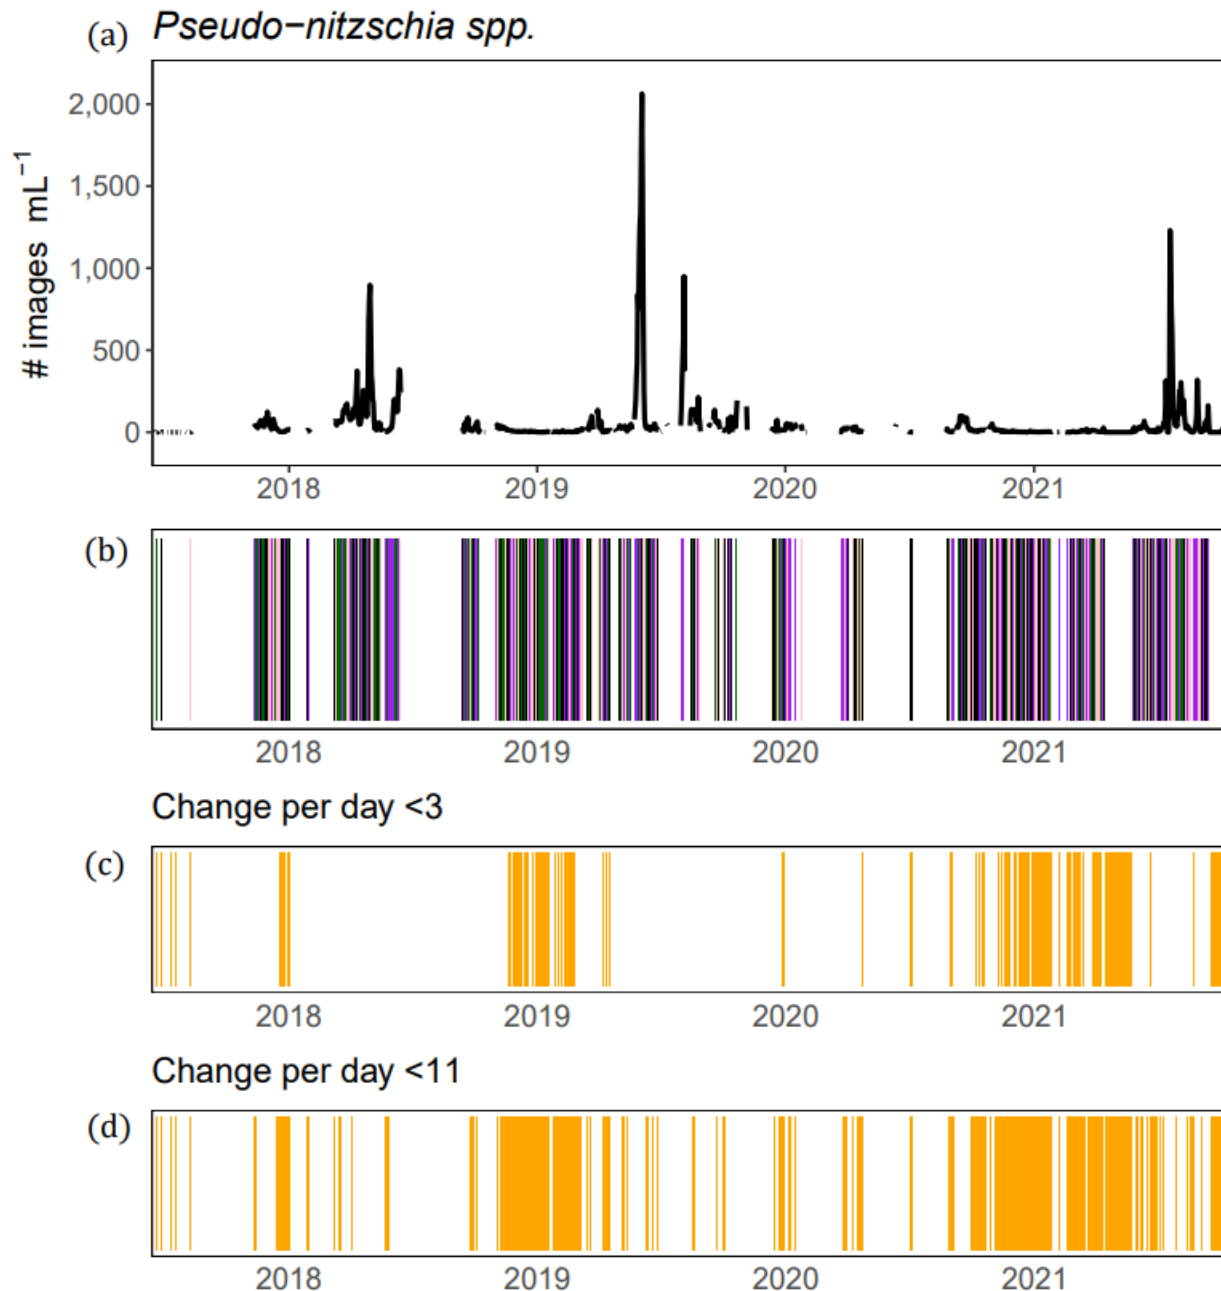 (a) Pseudo−nitzschia spp.
# images mL⁻¹
2,000
1,500
1,000
500
0
2018 2019 2020 2021
(b)
2018 2019 2020 2021
Change per day <3
(c)
2018 2019 2020 2021
Change per day <11
(d)
2018 2019 2020 2021